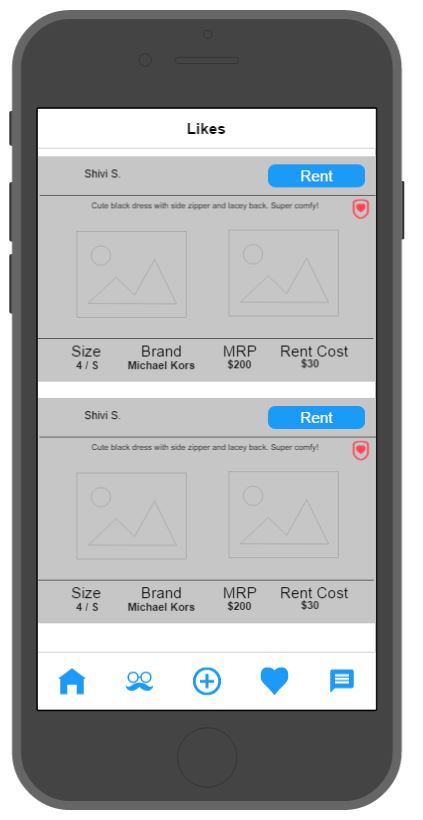 Likes
Shivi S. Rent
Cute black dress with side zipper and lacey back. Super comfy!
Size Brand MRP Rent Cost
4 / S Michael Kors $200 $30
Shivi S. Rent
Cute black dress with side zipper and lacey back. Super comfy!
Size Brand MRP Rent Cost
4 / S Michael Kors $200 $30